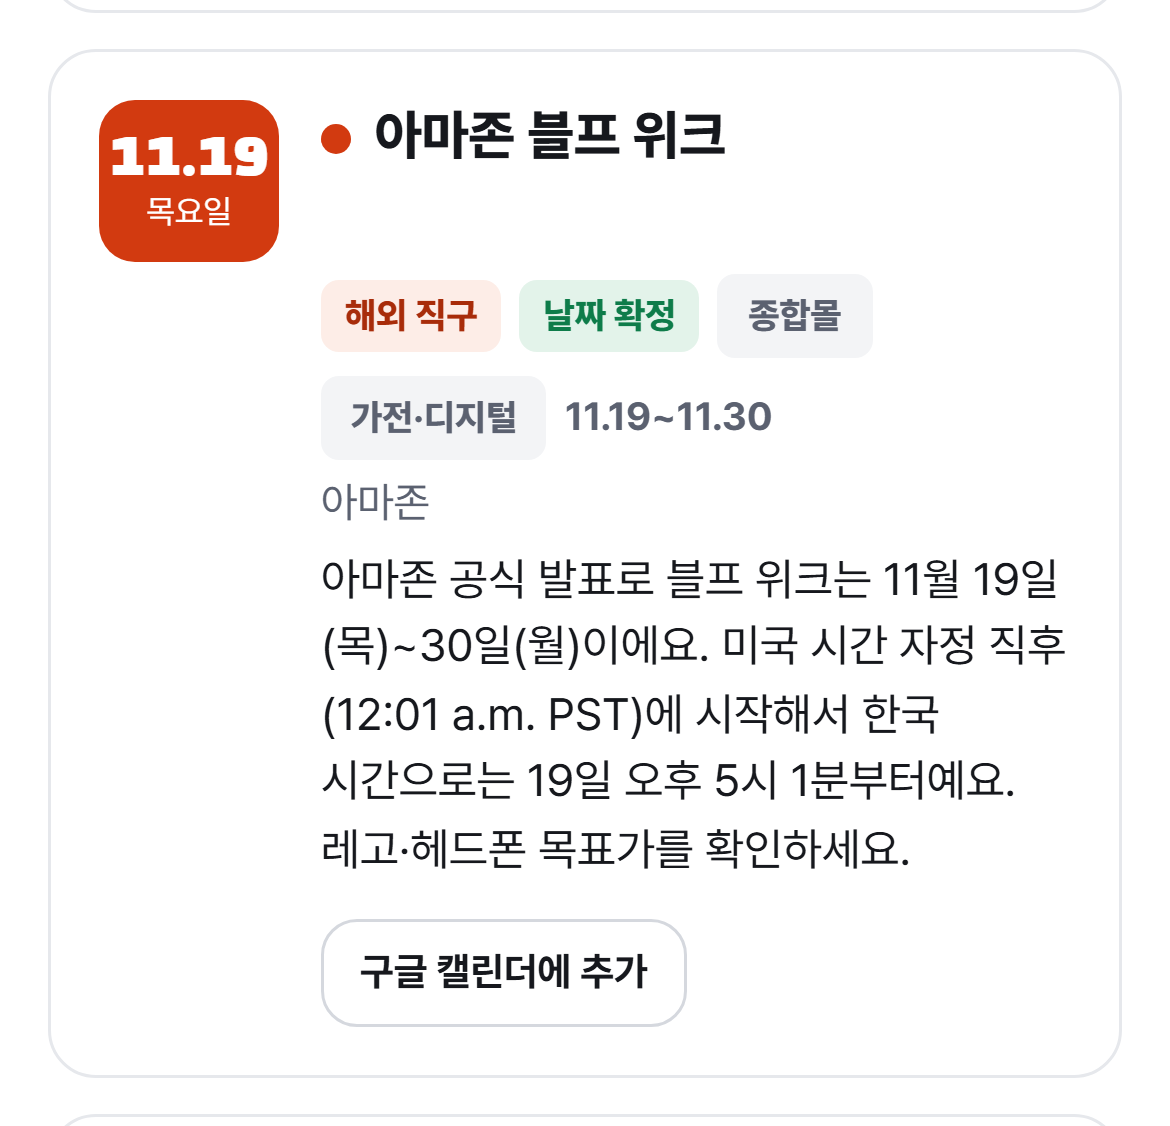 11.19
목요일
아마존 블프 위크
해외 직구 날짜 확정 종합몰
가전·디지털 11.19~11.30
아마존
아마존 공식 발표로 블프 위크는 11월 19일
(목)~30일(월)이에요. 미국 시간 자정 직후
(12:01 a.m. PST)에 시작해서 한국
시간으로는 19일 오후 5시 1분부터예요.
레고·헤드폰 목표가를 확인하세요.
구글 캘린더에 추가